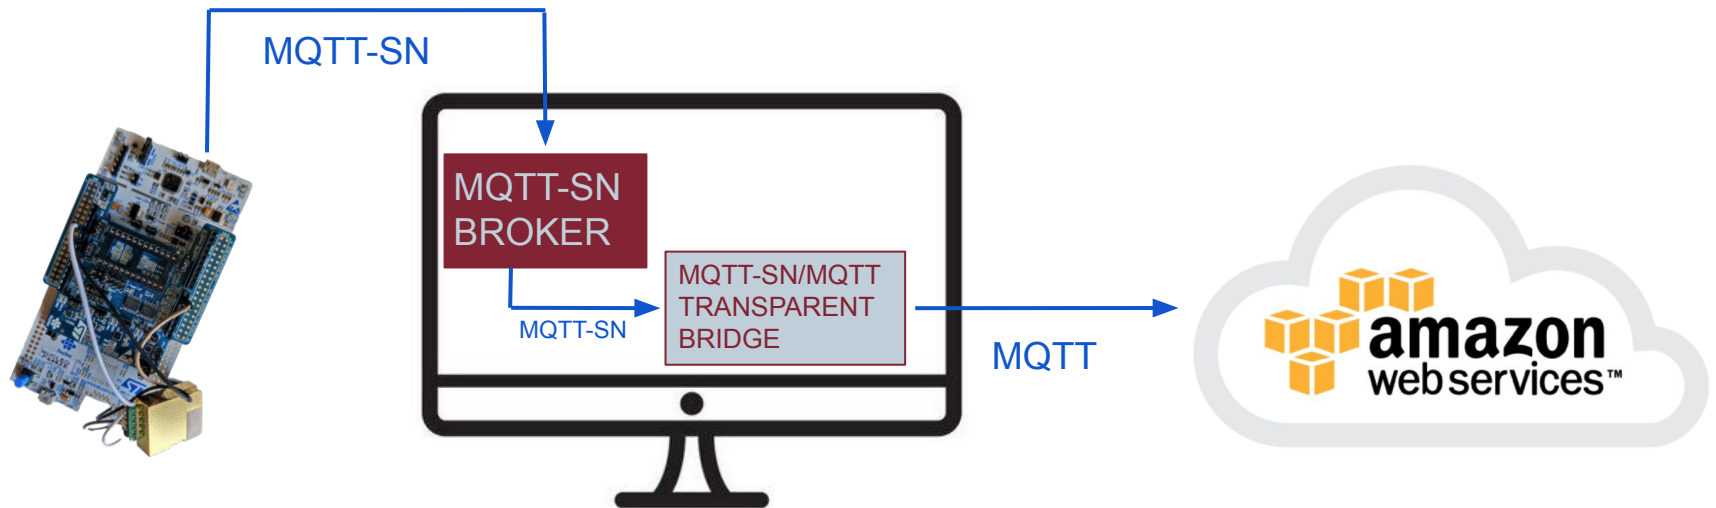 MQTT-SN
MQTT-SN
BROKER
MQTT-SN/MQTT
TRANSPARENT
BRIDGE
MQTT-SN
MQTT
amazon
web services™